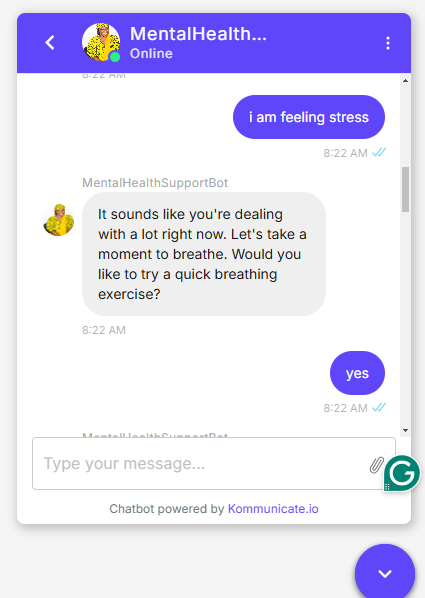 MentalHealth...
Online
8:22 AM
i am feeling stress
8:22 AM
MentalHealthSupportBot
It sounds like you're dealing
with a lot right now. Let's take a
moment to breathe. Would you
like to try a quick breathing
exercise?
8:22 AM
yes
8:22 AM
MentalHealthSupportBot
Type your message...
G
Chatbot powered by Kommunicate.io